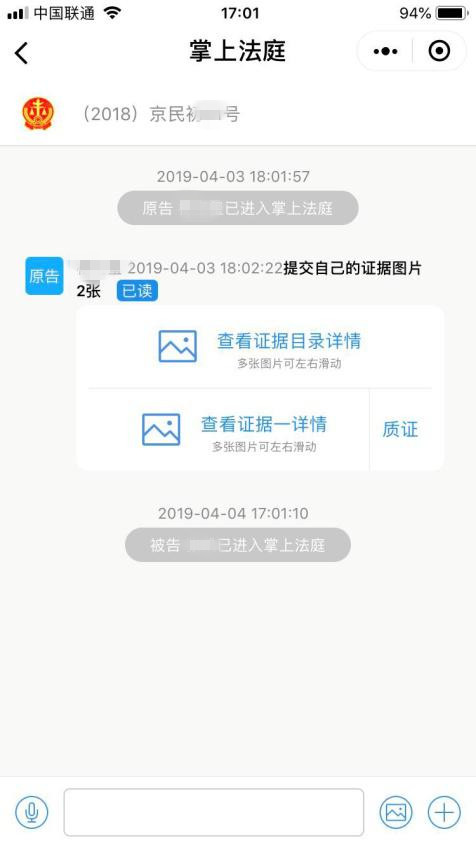 中国联通
17:01
94%
掌上法庭
（2018）京民初 号
2019-04-03 18:01:57
原告 已进入掌上法庭
原告
2019-04-03 18:02:22提交自己的证据图片
2张 已读
查看证据目录详情
多张图片可左右滑动
查看证据一详情
多张图片可左右滑动
质证
2019-04-04 17:01:10
被告 已进入掌上法庭